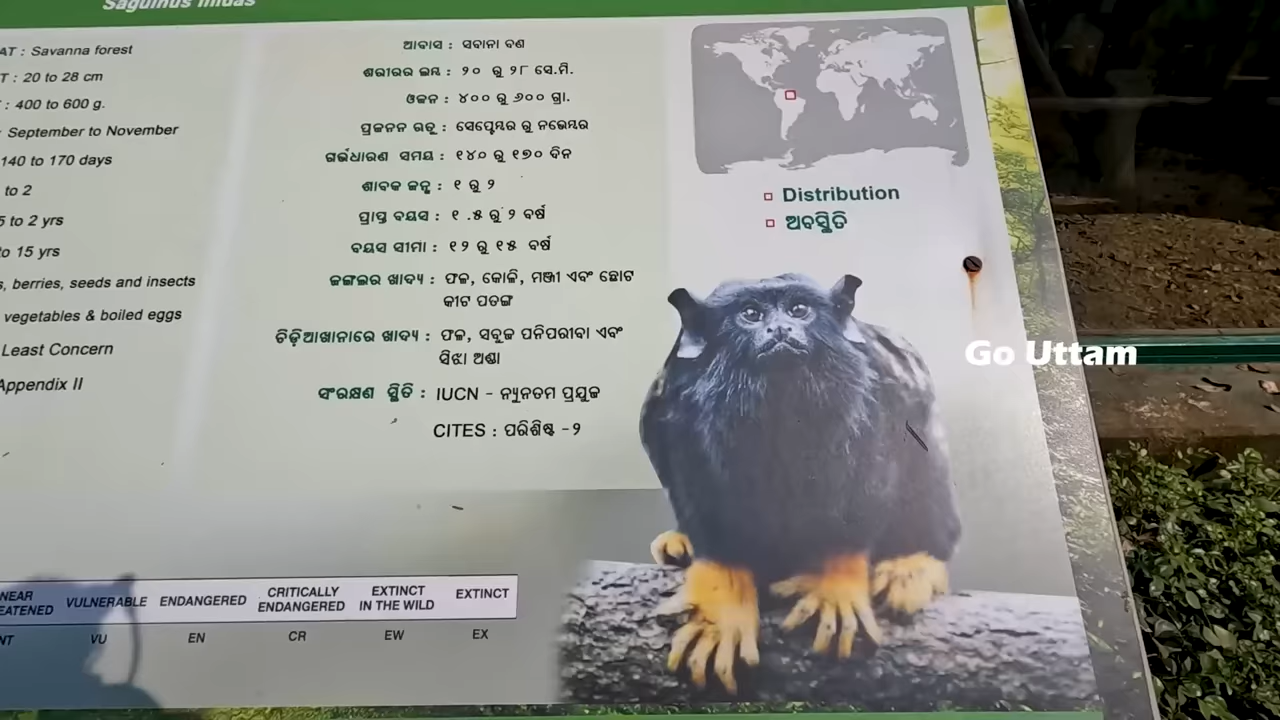 Saguinus midas
AT : Savanna forest
T : 20 to 28 cm
: 400 to 600 g.
: September to November
140 to 170 days
to 2
5 to 2 yrs
to 15 yrs
s, berries, seeds and insects
vegetables & boiled eggs
Least Concern
Appendix II
ଆବାସ : ସବାନା ବଣ
ଶରୀରର ଲମ୍ବ : ୨୦ ରୁ ୨୮ ସେ.ମି.
ଓଜନ : ୪୦୦ ରୁ ୬୦୦ ଗ୍ରା.
ପ୍ରଜନନ ଋତୁ : ସେପ୍ଟେମ୍ବର ରୁ ନଭେମ୍ବର
ଗର୍ଭଧାରଣ ସମୟ : ୧୪୦ ରୁ ୧୭୦ ଦିନ
ଶାବକ ଜନ୍ମ : ୧ ରୁ ୨
ପ୍ରାପ୍ତ ବୟସ : ୧.୫ ରୁ ୨ ବର୍ଷ
ବୟସ ସୀମା : ୧୨ ରୁ ୧୫ ବର୍ଷ
ଜଙ୍ଗଲର ଖାଦ୍ୟ : ଫଳ, କୋଳି, ମଞ୍ଜୀ ଏବଂ ଛୋଟ
କୀଟ ପତଙ୍ଗ
ଚିଡ଼ିଆଖାନାରେ ଖାଦ୍ୟ : ଫଳ, ସବୁଜ ପନିପରୀବା ଏବଂ
ସିଝା ଅଣ୍ଡା
ସଂରକ୍ଷଣ ସ୍ଥିତି : IUCN - ନ୍ୟୁନତମ ପ୍ରଯୁଜ
CITES : ପରିଶିଷ୍ଟ -୨
Distribution
ଅବସ୍ଥିତି
Go Uttam
NEAR VULNERABLE ENDANGERED CRITICALLY EXTINCT EXTINCT
EATENED ENDANGERED IN THE WILD
NT VU EN CR EW EX